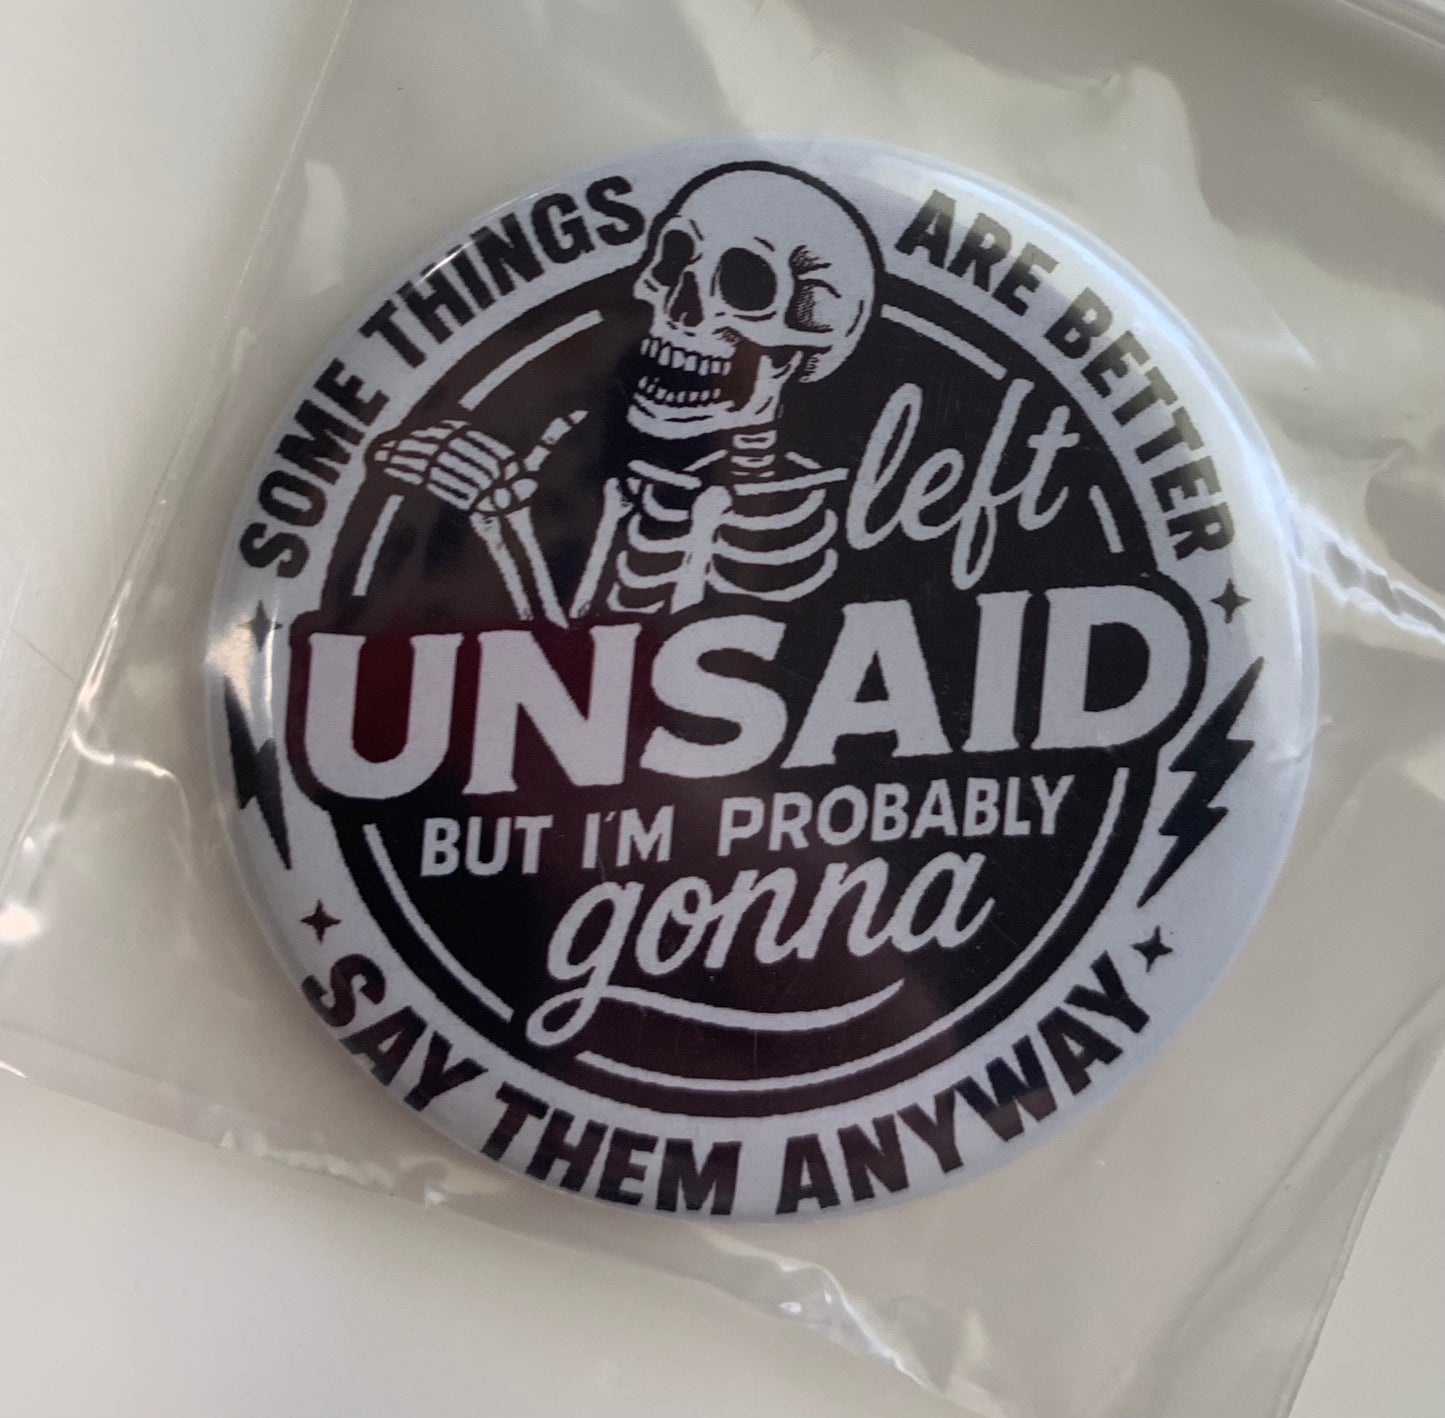 SOME THINGS
ARE BETTER
left
UNSAID
BUT I'M PROBABLY
gonna
SAY THEM ANYWAY